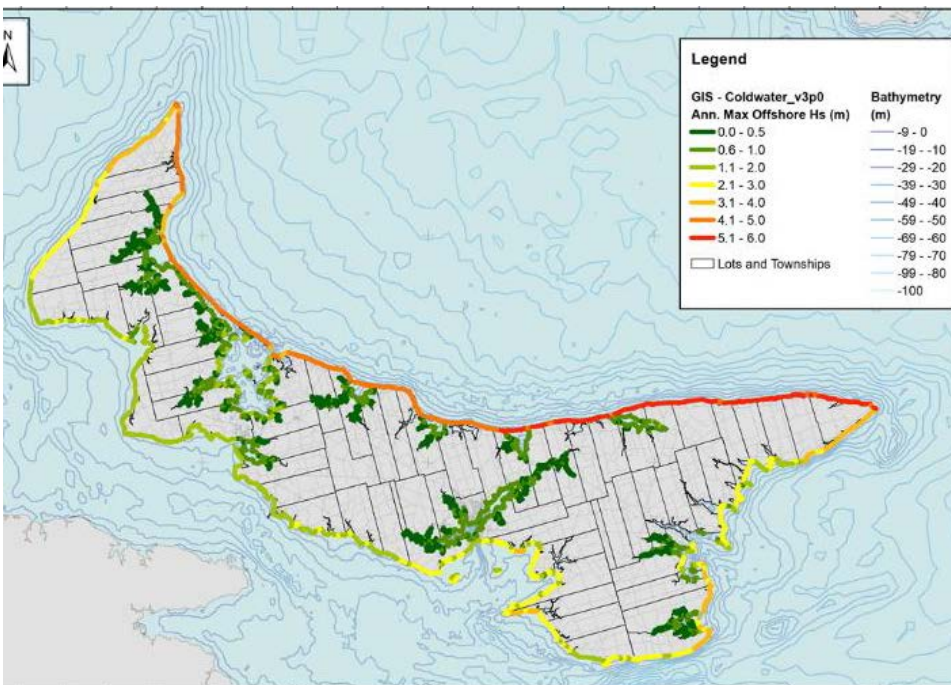 N
Legend
GIS - Coldwater_v3p0
Ann. Max Offshore Hs (m)
0.0 - 0.5
0.6 - 1.0
1.1 - 2.0
2.1 - 3.0
3.1 - 4.0
4.1 - 5.0
5.1 - 6.0
Lots and Townships
Bathymetry
(m)
-9 - 0
-19 - -10
-29 - -20
-39 - -30
-49 - -40
-59 - -50
-69 - -60
-79 - -70
-99 - -80
-100